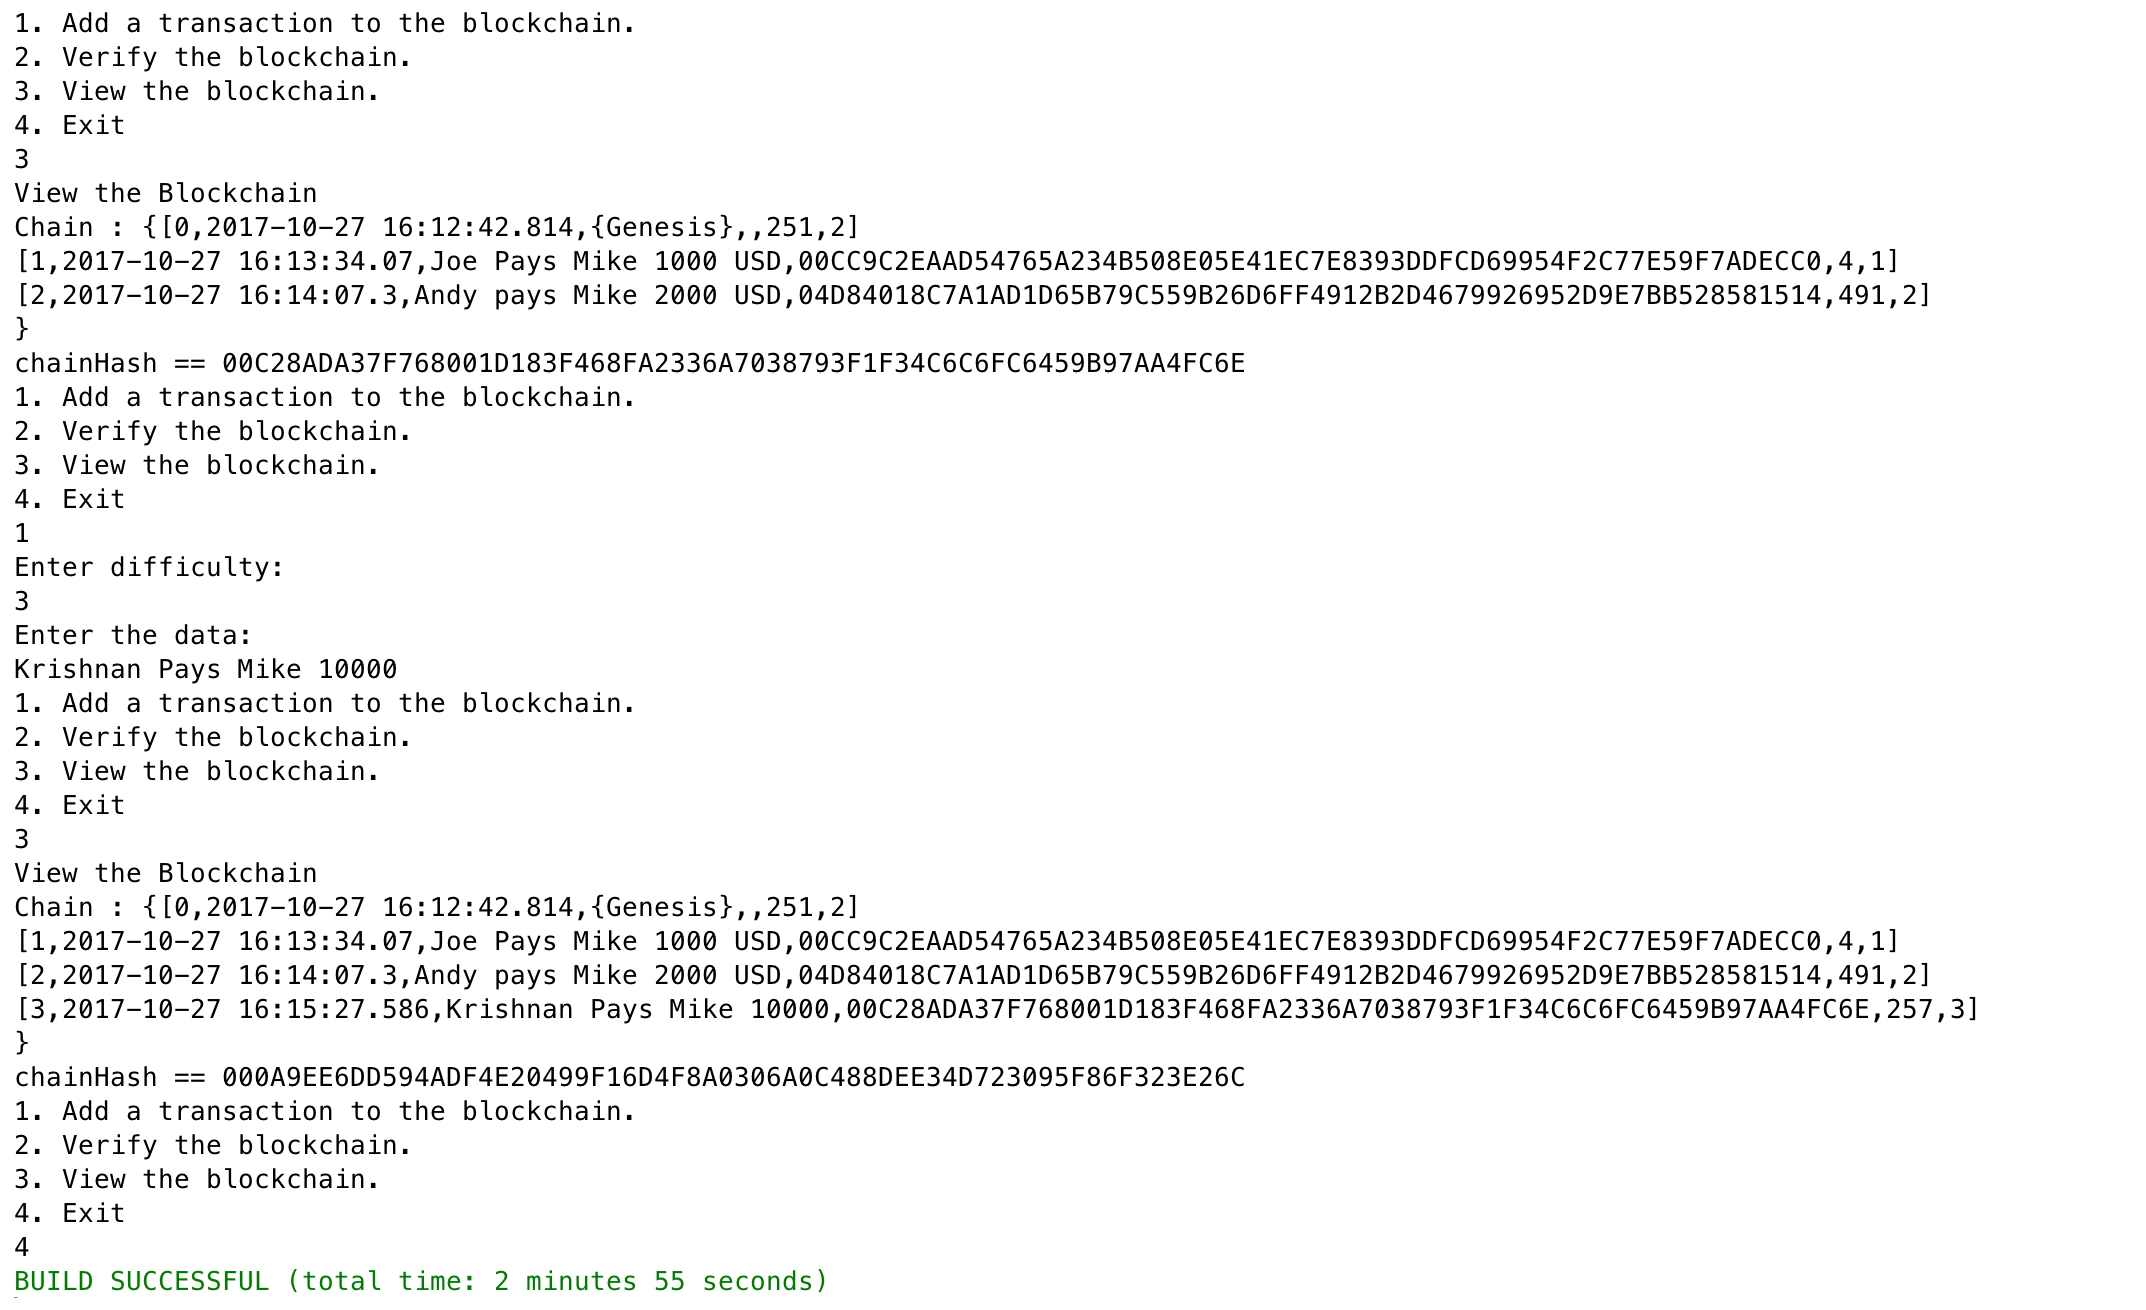 1. Add a transaction to the blockchain.
2. Verify the blockchain.
3. View the blockchain.
4. Exit
3
View the Blockchain
Chain : {[0,2017-10-27 16:12:42.814,{Genesis},,251,2]
[1,2017-10-27 16:13:34.07,Joe Pays Mike 1000 USD,00CC9C2EAAD54765A234B508E05E41EC7E8393DDFCD69954F2C77E59F7ADECC0,4,1]
[2,2017-10-27 16:14:07.3,Andy pays Mike 2000 USD,04D84018C7A1AD1D65B79C559B26D6FF4912B2D4679926952D9E7BB528581514,491,2]
}
chainHash == 00C28ADA37F768001D183F468FA2336A7038793F1F34C6C6FC6459B97AA4FC6E
1. Add a transaction to the blockchain.
2. Verify the blockchain.
3. View the blockchain.
4. Exit
1
Enter difficulty:
3
Enter the data:
Krishnan Pays Mike 10000
1. Add a transaction to the blockchain.
2. Verify the blockchain.
3. View the blockchain.
4. Exit
3
View the Blockchain
Chain : {[0,2017-10-27 16:12:42.814,{Genesis},,251,2]
[1,2017-10-27 16:13:34.07,Joe Pays Mike 1000 USD,00CC9C2EAAD54765A234B508E05E41EC7E8393DDFCD69954F2C77E59F7ADECC0,4,1]
[2,2017-10-27 16:14:07.3,Andy pays Mike 2000 USD,04D84018C7A1AD1D65B79C559B26D6FF4912B2D4679926952D9E7BB528581514,491,2]
[3,2017-10-27 16:15:27.586,Krishnan Pays Mike 10000,00C28ADA37F768001D183F468FA2336A7038793F1F34C6C6FC6459B97AA4FC6E,257,3]
}
chainHash == 000A9EE6DD594ADF4E20499F16D4F8A0306A0C488DEE34D723095F86F323E26C
1. Add a transaction to the blockchain.
2. Verify the blockchain.
3. View the blockchain.
4. Exit
4
BUILD SUCCESSFUL (total time: 2 minutes 55 seconds)